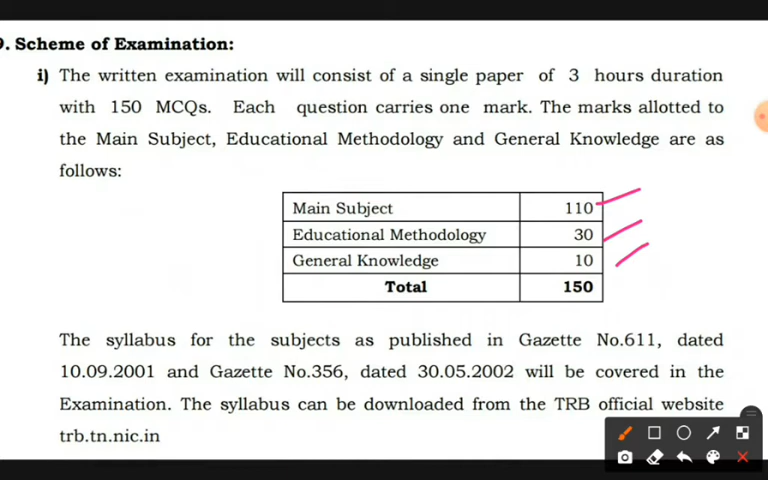 9. Scheme of Examination:
i) The written examination will consist of a single paper of 3 hours duration
with 150 MCQs. Each question carries one mark. The marks allotted to
the Main Subject, Educational Methodology and General Knowledge are as
follows:
Main Subject 110
Educational Methodology 30
General Knowledge 10
Total 150
The syllabus for the subjects as published in Gazette No.611, dated
10.09.2001 and Gazette No.356, dated 30.05.2002 will be covered in the
Examination. The syllabus can be downloaded from the TRB official website
trb.tn.nic.in